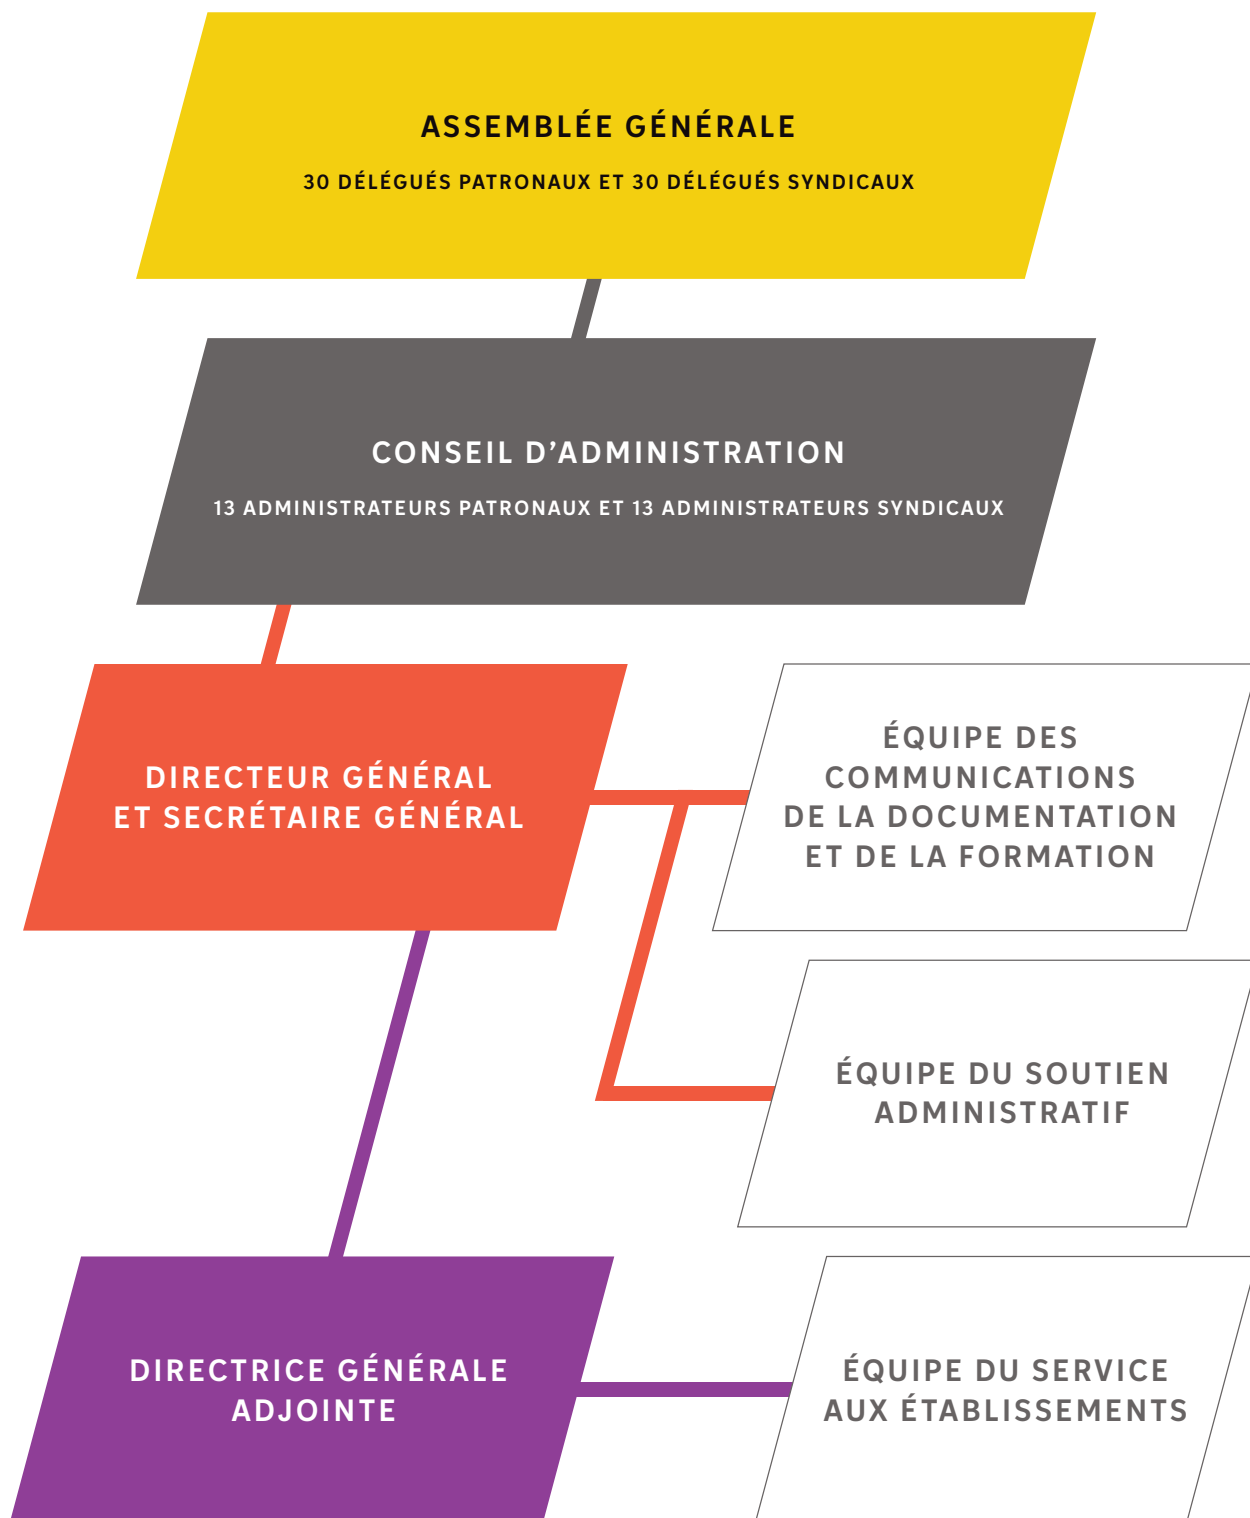 ASSEMBLÉE GÉNÉRALE
30 DÉLÉGUÉS PATRONAUX ET 30 DÉLÉGUÉS SYNDICAUX
CONSEIL D’ADMINISTRATION
13 ADMINISTRATEURS PATRONAUX ET 13 ADMINISTRATEURS SYNDICAUX
DIRECTEUR GÉNÉRAL
ET SECRÉTAIRE GÉNÉRAL
ÉQUIPE DES
COMMUNICATIONS
DE LA DOCUMENTATION
ET DE LA FORMATION
ÉQUIPE DU SOUTIEN
ADMINISTRATIF
DIRECTRICE GÉNÉRALE
ADJOINTE
ÉQUIPE DU SERVICE
AUX ÉTABLISSEMENTS